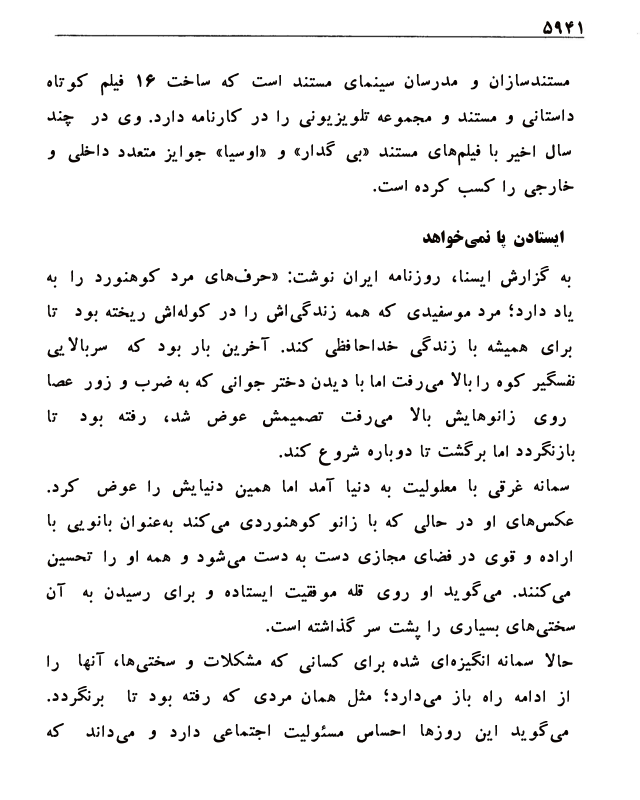 ۵۹۴۱
مستندسازان و مدرسان سینمای مستند است که ساخت ۱۶ فیلم کوتاه
داستانی و مستند و مجموعه تلویزیونی را در کارنامه دارد. وی در چند
سال اخیر با فیلم‌های مستند «بی گدار» و «اوسیا» جوایز متعدد داخلی و
خارجی را کسب کرده است.
ایستادن پا نمی‌خواهد
به گزارش ایسنا، روزنامه ایران نوشت: «حرف‌های مرد کوهنورد را به
یاد دارد؛ مرد موسفیدی که همه زندگی‌اش را در کوله‌اش ریخته بود تا
برای همیشه با زندگی خداحافظی کند. آخرین بار بود که سربالایی
نفسگیر کوه را بالا می‌رفت اما با دیدن دختر جوانی که به ضرب و زور عصا
روی زانوهایش بالا می‌رفت تصمیمش عوض شد، رفته بود تا
بازنگردد اما برگشت تا دوباره شروع کند.
سمانه غرقی با معلولیت به دنیا آمد اما همین دنیایش را عوض کرد.
عکس‌های او در حالی که با زانو کوهنوردی می‌کند به‌عنوان بانویی با
اراده و قوی در فضای مجازی دست به دست می‌شود و همه او را تحسین
می‌کنند. می‌گوید او روی قله موفقیت ایستاده و برای رسیدن به آن
سختی‌های بسیاری را پشت سر گذاشته است.
حالا سمانه انگیزه‌ای شده برای کسانی که مشکلات و سختی‌ها، آنها را
از ادامه راه باز می‌دارد؛ مثل همان مردی که رفته بود تا برنگردد.
می‌گوید این روزها احساس مسئولیت اجتماعی دارد و می‌داند که